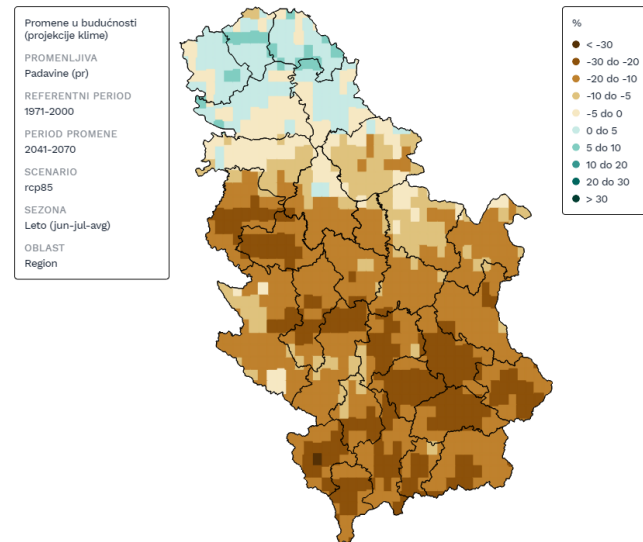 Promene u budućnosti
(projekcije klime)
PROMENLJIVA
Padavine (pr)
REFERENTNI PERIOD
1971-2000
PERIOD PROMENE
2041-2070
SCENARIO
rcp85
SEZONA
Leto (jun-jul-avg)
OBLAST
Region
%
< -30
-30 do -20
-20 do -10
-10 do -5
-5 do 0
0 do 5
5 do 10
10 do 20
20 do 30
> 30